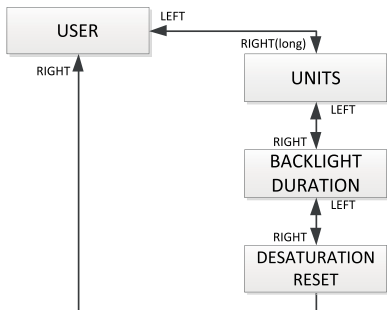 USER
LEFT
RIGHT(long)
RIGHT
UNITS
LEFT
RIGHT
BACKLIGHT
DURATION
LEFT
RIGHT
DESATURATION
RESET